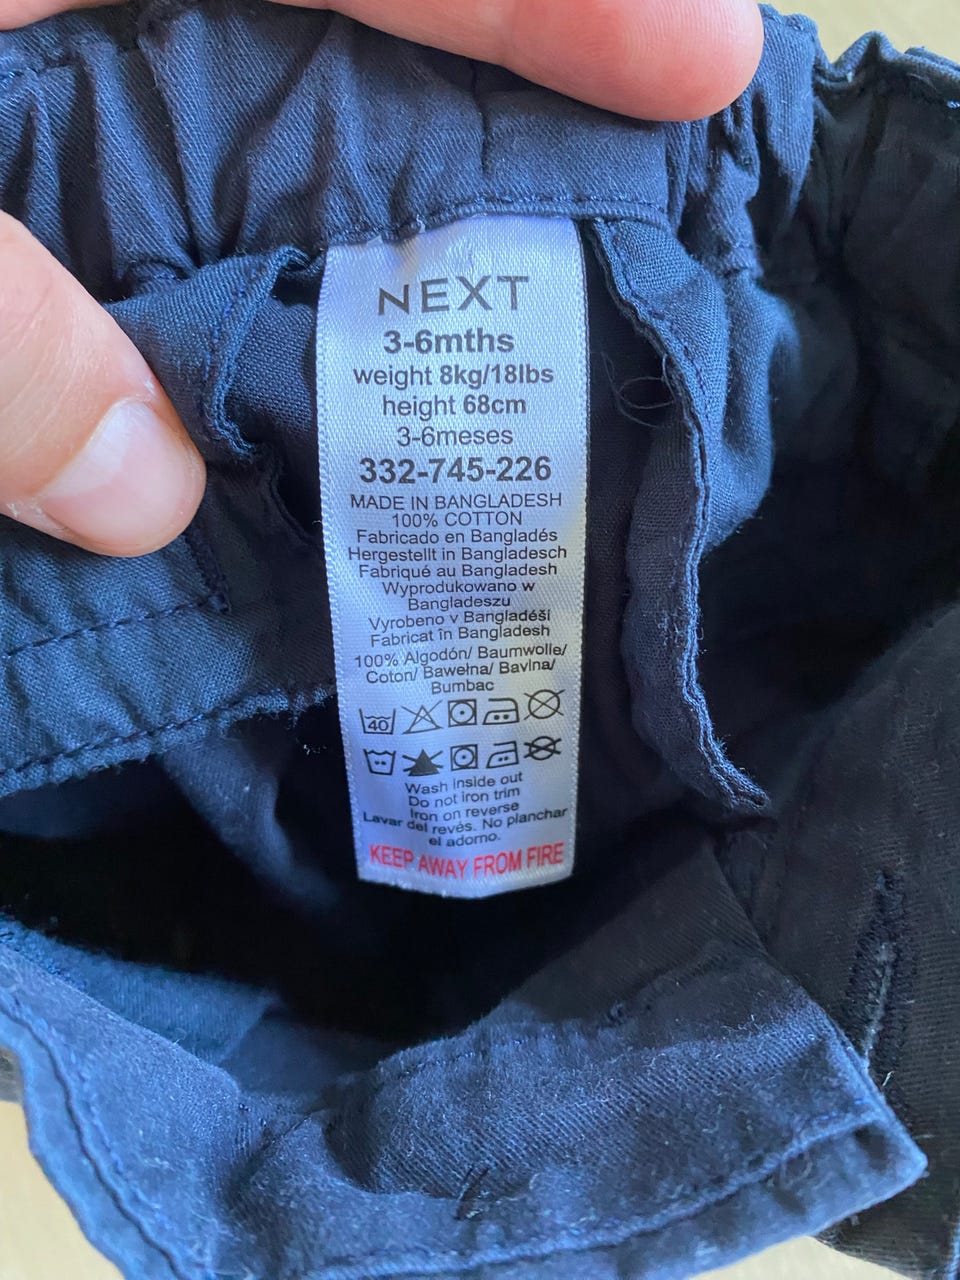 NEXT
3-6mths
weight 8kg/18lbs
height 68cm
3-6meses
332-745-226
MADE IN BANGLADESH
100% COTTON
Fabricado en Bangladés
Hergestellt in Bangladesch
Fabriqué au Bangladesh
Wyprodukowano w
Bangladeszu
Vyrobeno v Bangladéši
Fabricat în Bangladesh
100% Algodón/ Baumwolle/
Coton/ Bawełna/ Bavlna/
Bumbac
40
Wash inside out
Do not iron trim
Iron on reverse
Lavar del revés. No planchar
el adorno.
KEEP AWAY FROM FIRE